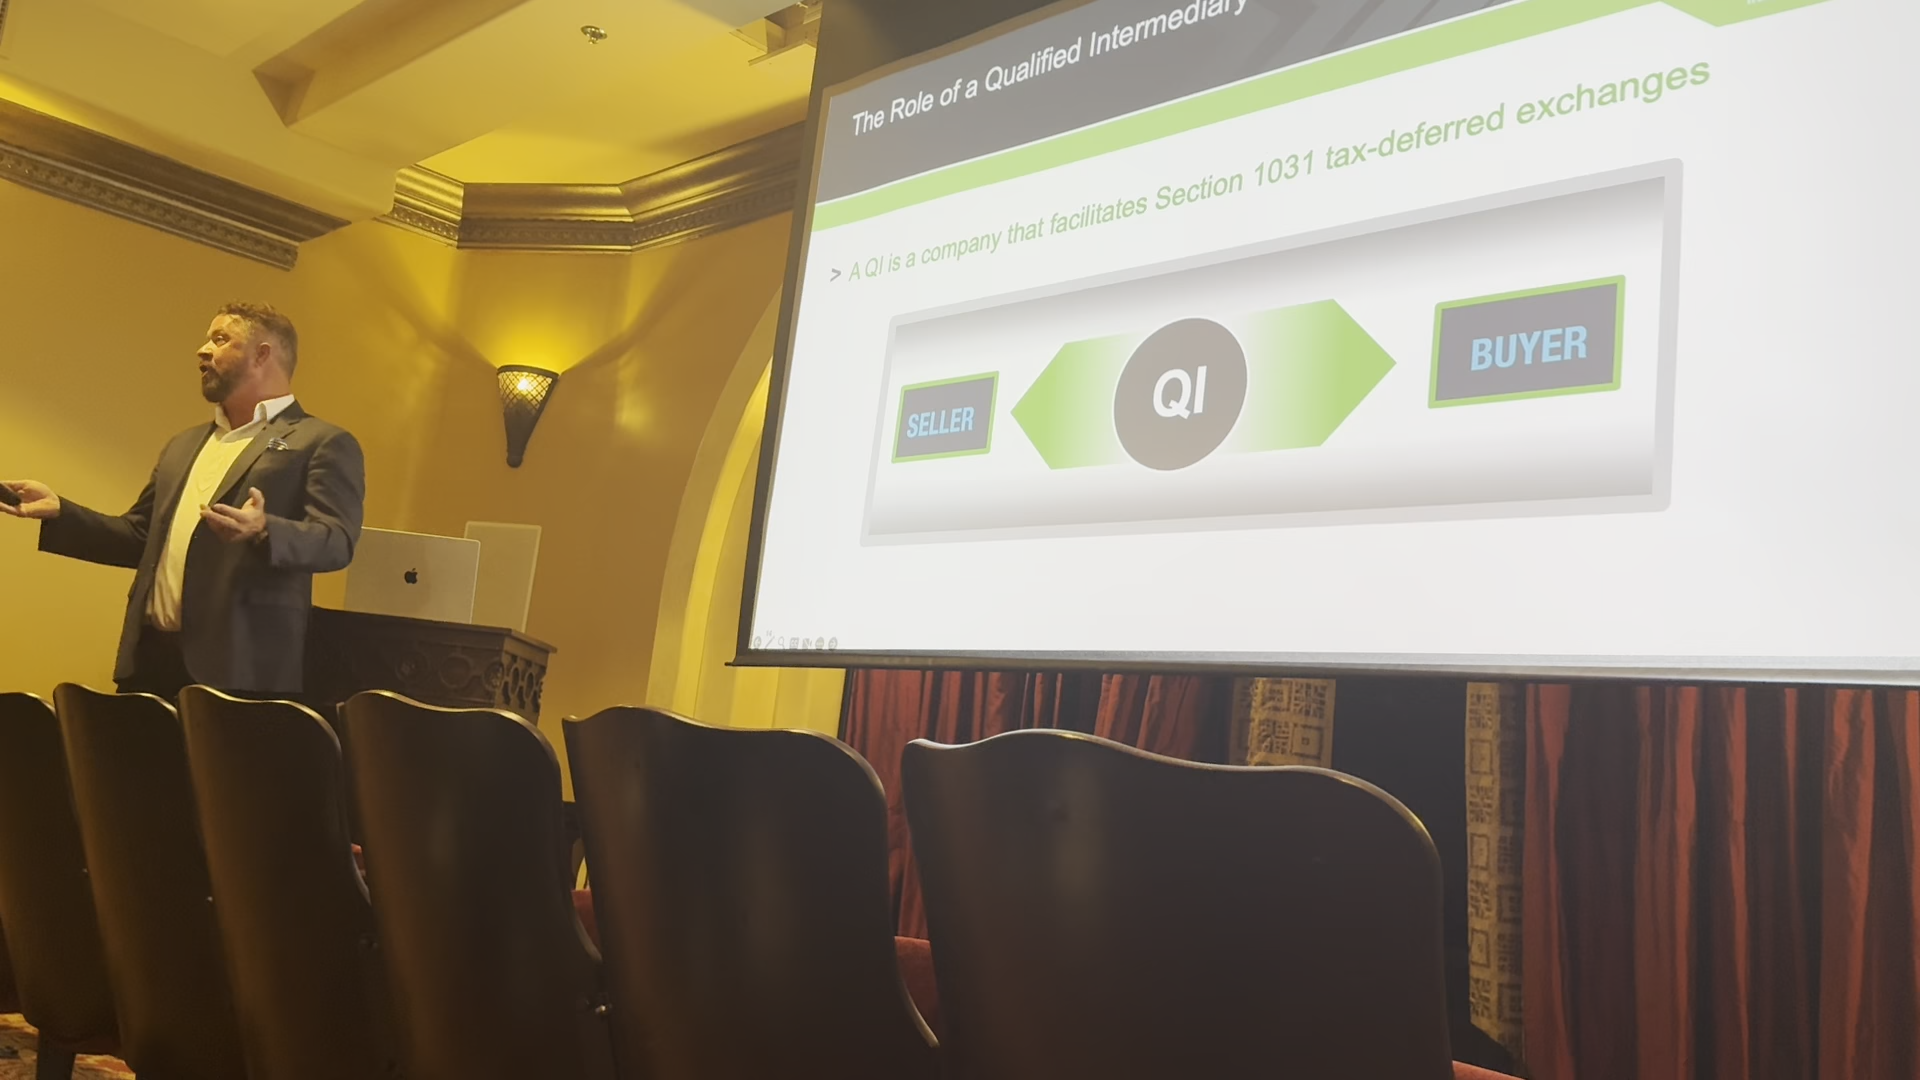 The Role of a Qualified Intermediary
> A QI is a company that facilitates Section 1031 tax-deferred exchanges
SELLER
QI
BUYER